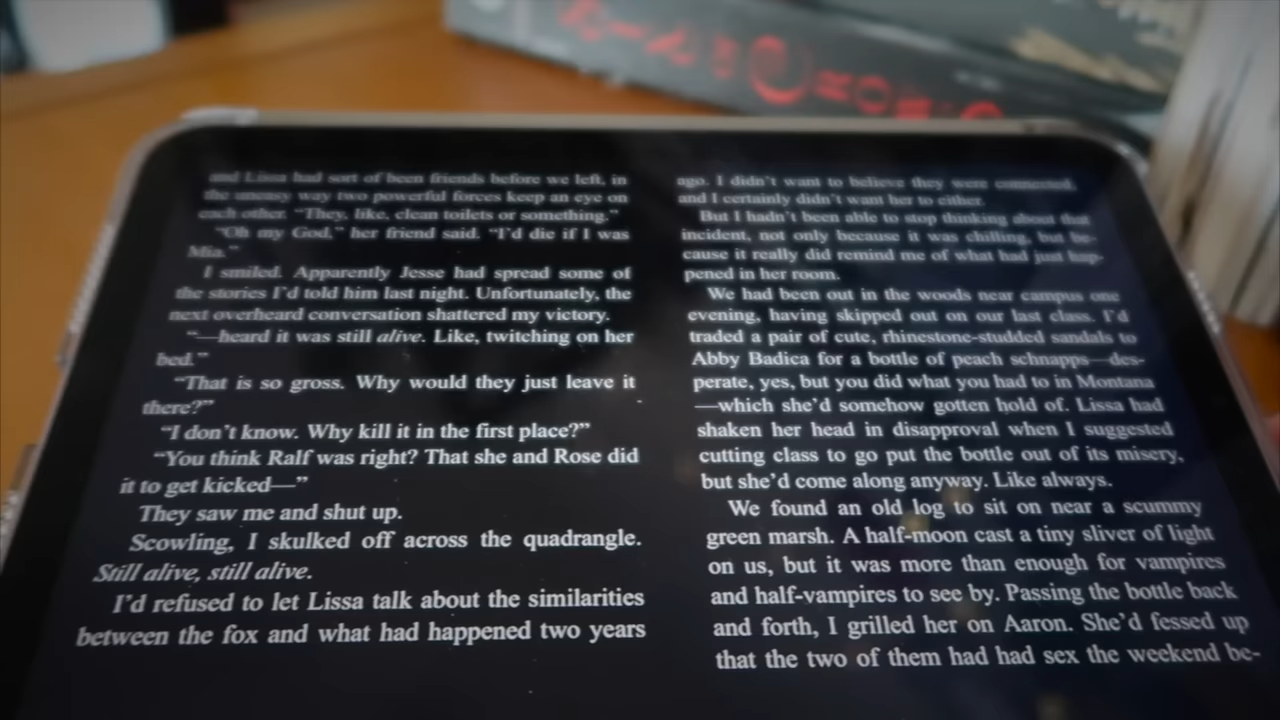 and Lissa had sort of been friends before we left, in
the uneasy way two powerful forces keep an eye on
each other. “They, like, clean toilets or something.”
“Oh my God,” her friend said. “I’d die if I was
Mia.”
I smiled. Apparently Jesse had spread some of
the stories I’d told him last night. Unfortunately, the
next overheard conversation shattered my victory.
“—heard it was still alive. Like, twitching on her
bed.”
“That is so gross. Why would they just leave it
there?”
“I don’t know. Why kill it in the first place?”
“You think Ralf was right? That she and Rose did
it to get kicked—”
They saw me and shut up.
Scowling, I skulked off across the quadrangle.
Still alive, still alive.
I’d refused to let Lissa talk about the similarities
between the fox and what had happened two years
ago. I didn’t want to believe they were connected,
and I certainly didn’t want her to either.
But I hadn’t been able to stop thinking about that
incident, not only because it was chilling, but be-
cause it really did remind me of what had just hap-
pened in her room.
We had been out in the woods near campus one
evening, having skipped out on our last class. I’d
traded a pair of cute, rhinestone-studded sandals to
Abby Badica for a bottle of peach schnapps—des-
perate, yes, but you did what you had to in Montana
—which she’d somehow gotten hold of. Lissa had
shaken her head in disapproval when I suggested
cutting class to go put the bottle out of its misery,
but she’d come along anyway. Like always.
We found an old log to sit on near a scummy
green marsh. A half-moon cast a tiny sliver of light
on us, but it was more than enough for vampires
and half-vampires to see by. Passing the bottle back
and forth, I grilled her on Aaron. She’d fessed up
that the two of them had had sex the weekend be-